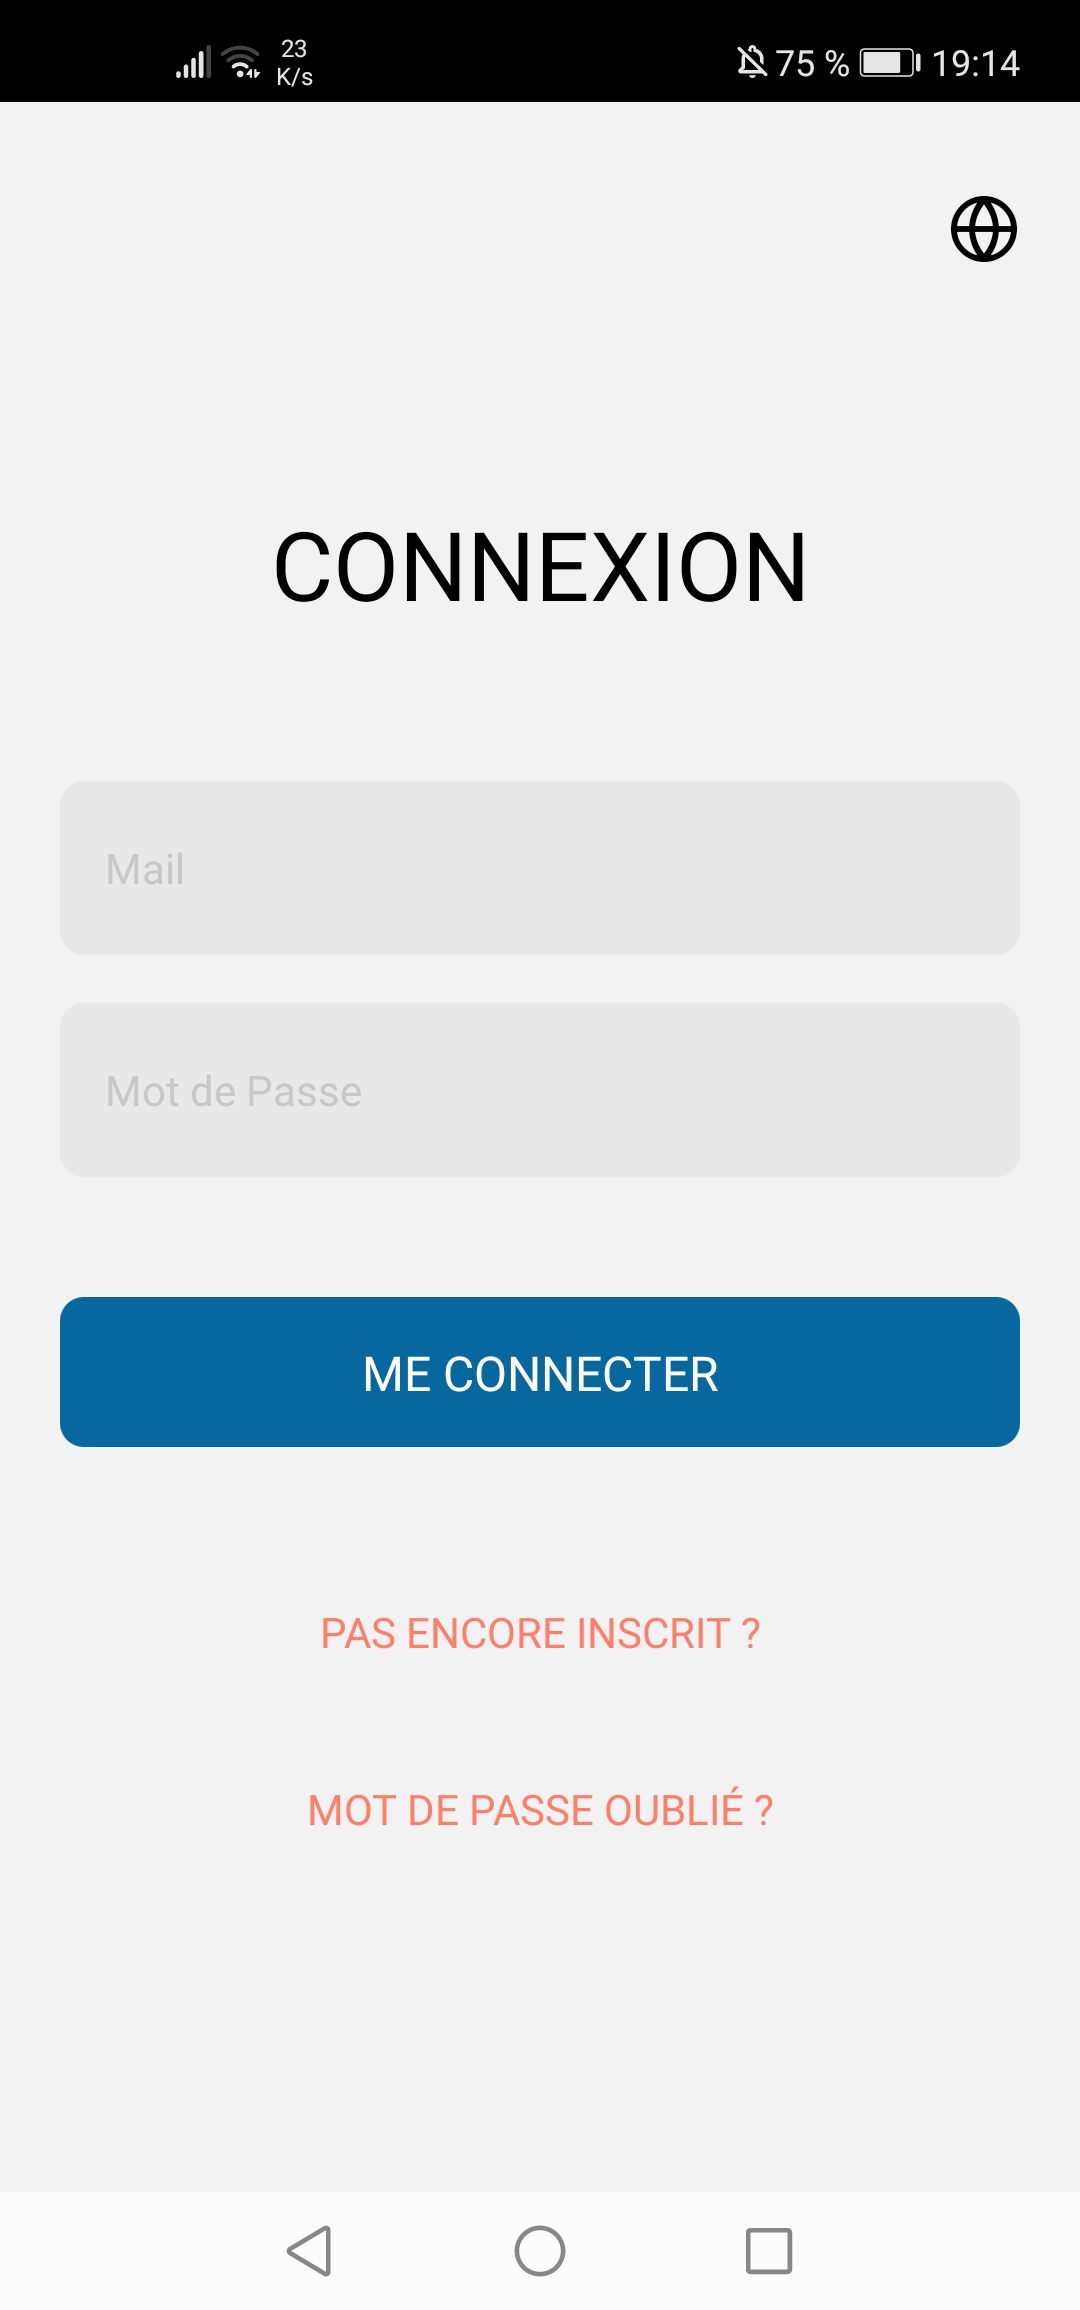 23
K/s
75 %
19:14
CONNEXION
Mail
Mot de Passe
ME CONNECTER
PAS ENCORE INSCRIT ?
MOT DE PASSE OUBLIÉ ?